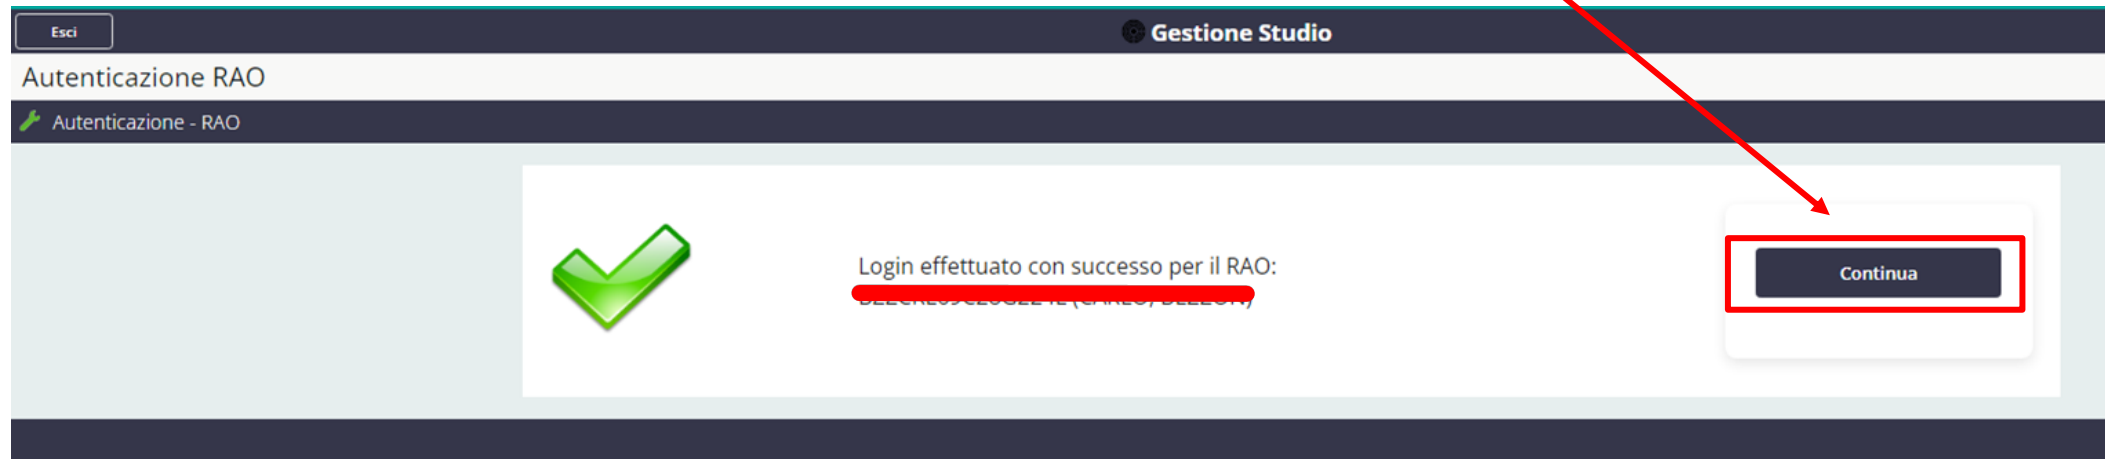 Esci
Gestione Studio
Autenticazione RAO
Autenticazione - RAO
Login effettuato con successo per il RAO:
Continua